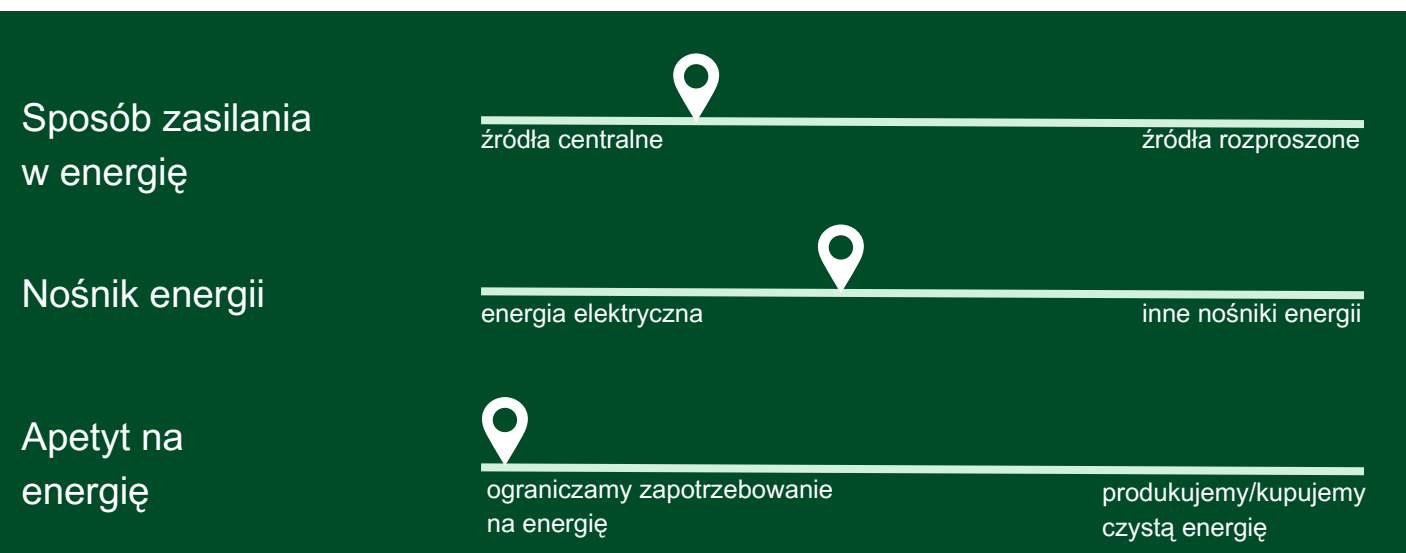 Sposób zasilania
w energię
źródła centralne
źródła rozproszone
Nośnik energii
energia elektryczna
inne nośniki energii
Apetyt na
energię
ograniczamy zapotrzebowanie
na energię
produkujemy/kupujemy
czystą energię